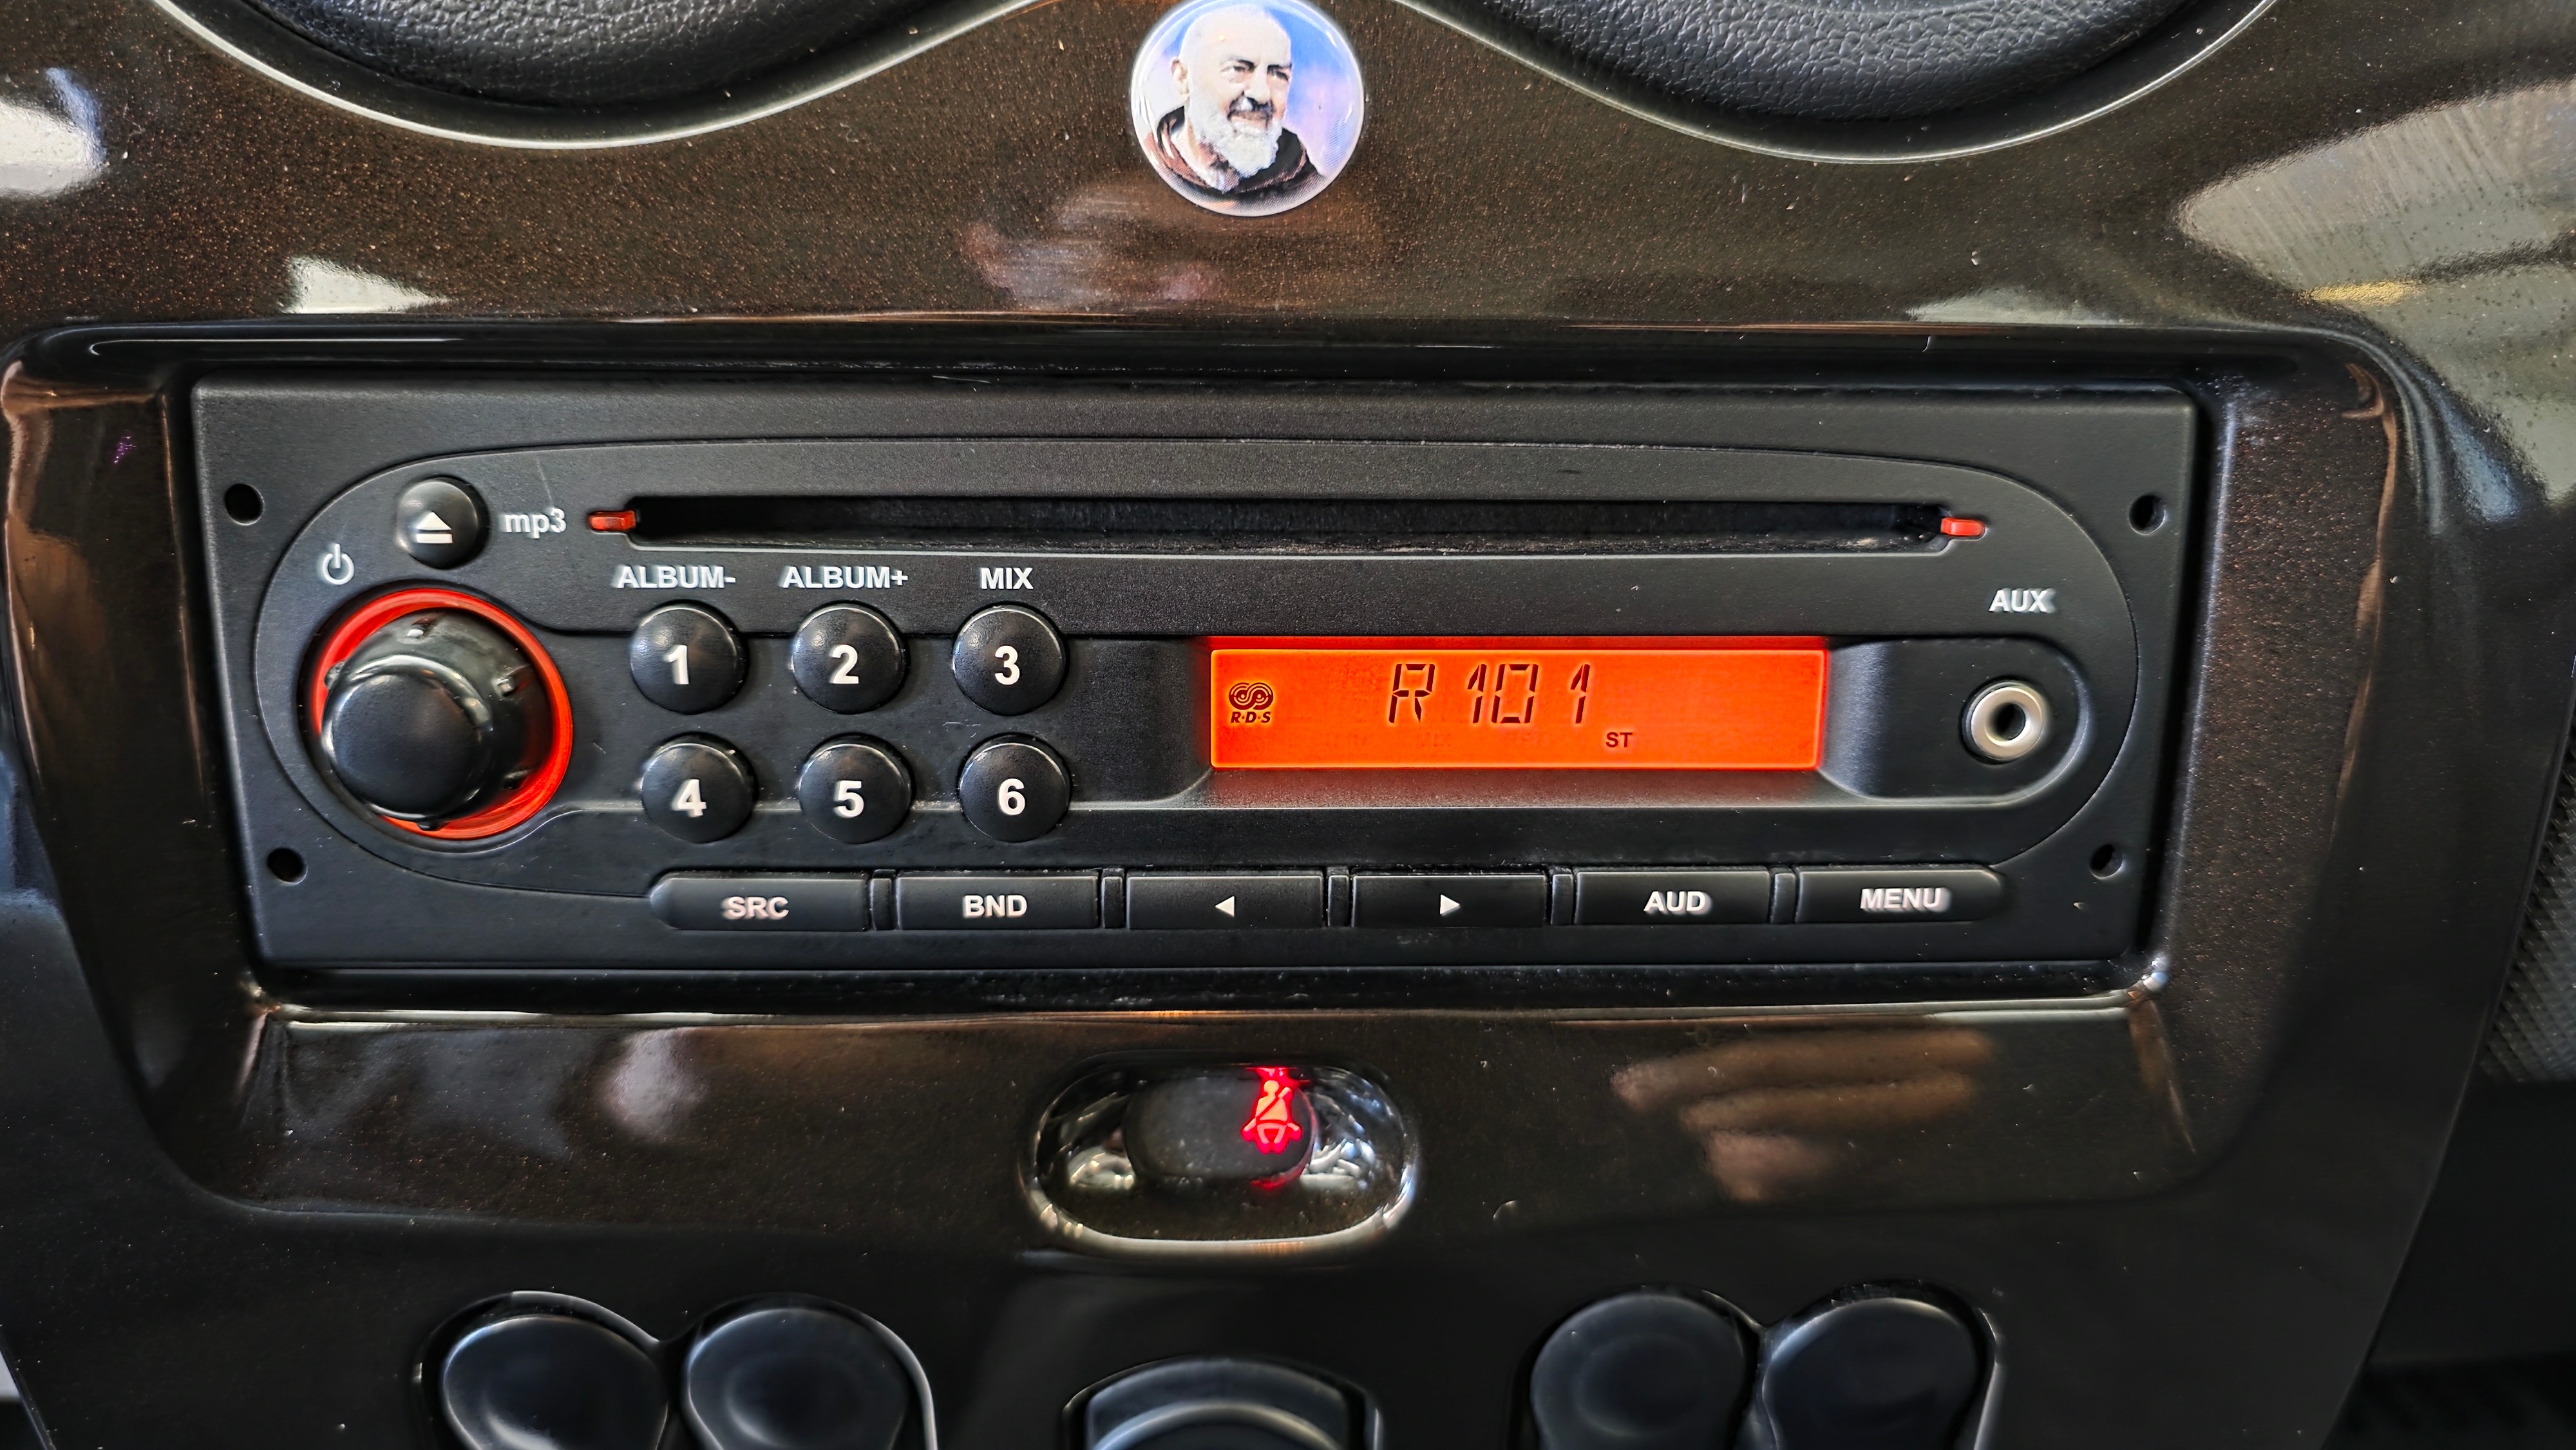 mp3
ALBUM- ALBUM+ MIX
AUX
1 2 3
R 101
R·D·S
ST
4 5 6
SRC BND AUD MENU